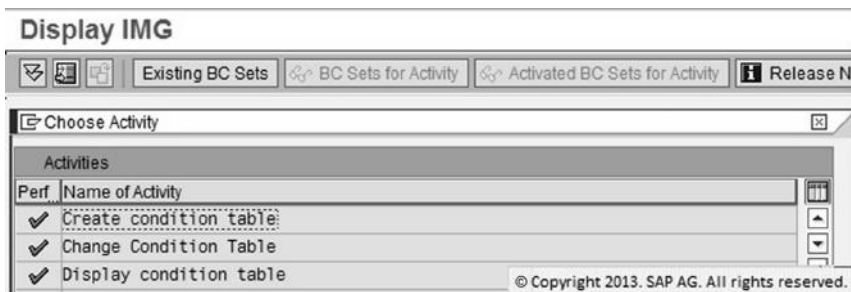 Display IMG
Existing BC Sets BC Sets for Activity Activated BC Sets for Activity Release N
Choose Activity
Activities
Perf... Name of Activity
Create condition table
Change Condition Table
Display condition table
© Copyright 2013. SAP AG. All rights reserved.